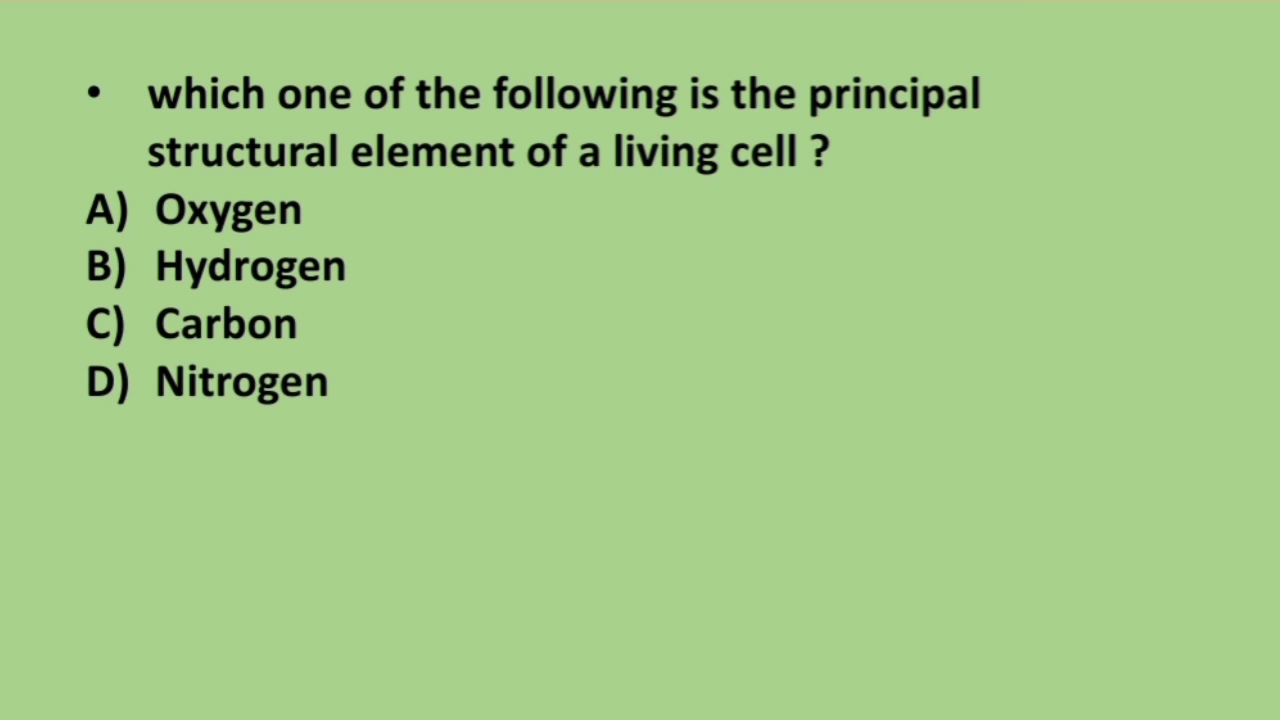 • which one of the following is the principal
structural element of a living cell ?
A) Oxygen
B) Hydrogen
C) Carbon
D) Nitrogen